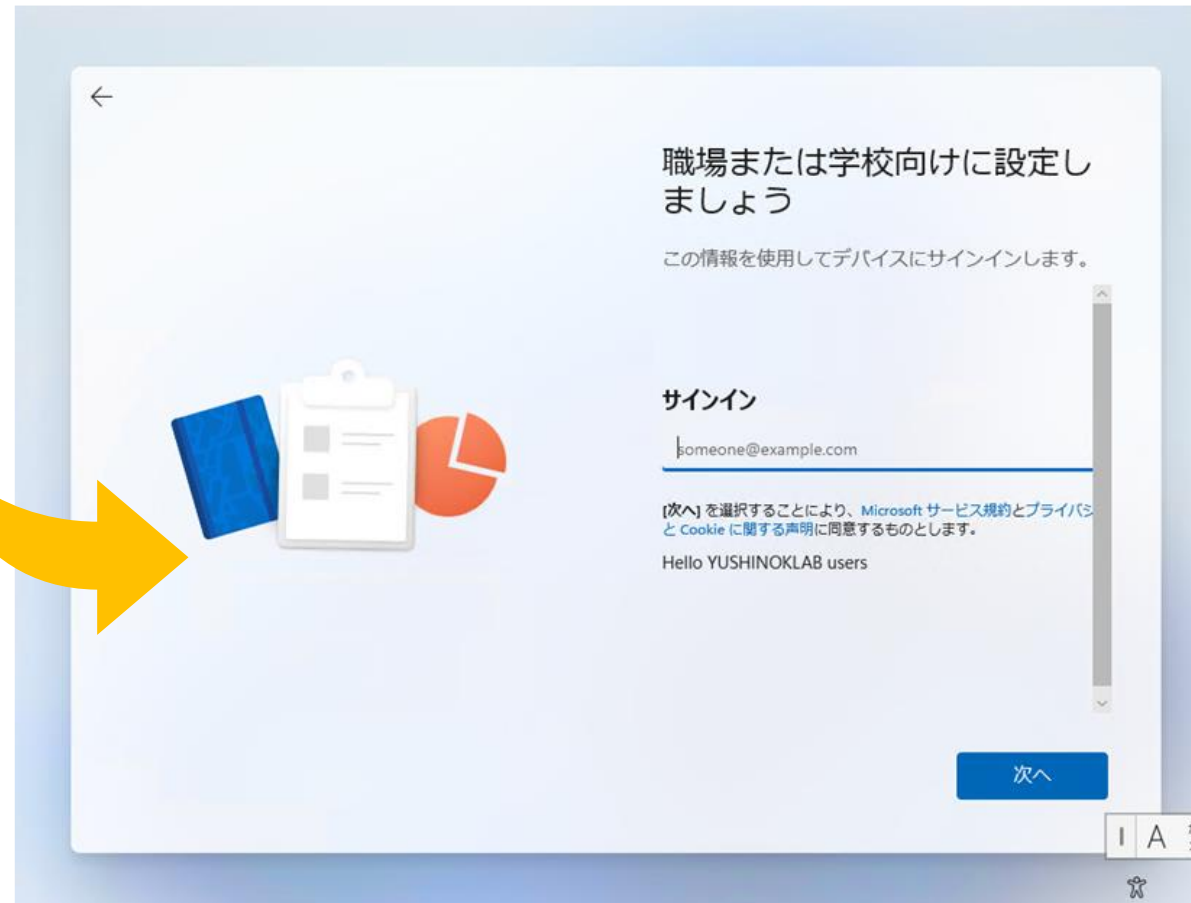 職場または学校向けに設定し
ましょう
この情報を使用してデバイスにサインインします。
サインイン
someone@example.com
[次へ] を選択することにより、Microsoft サービス規約とプライバシ
と Cookie に関する声明に同意するものとします。
Hello YUSHINOKLAB users
次へ
A